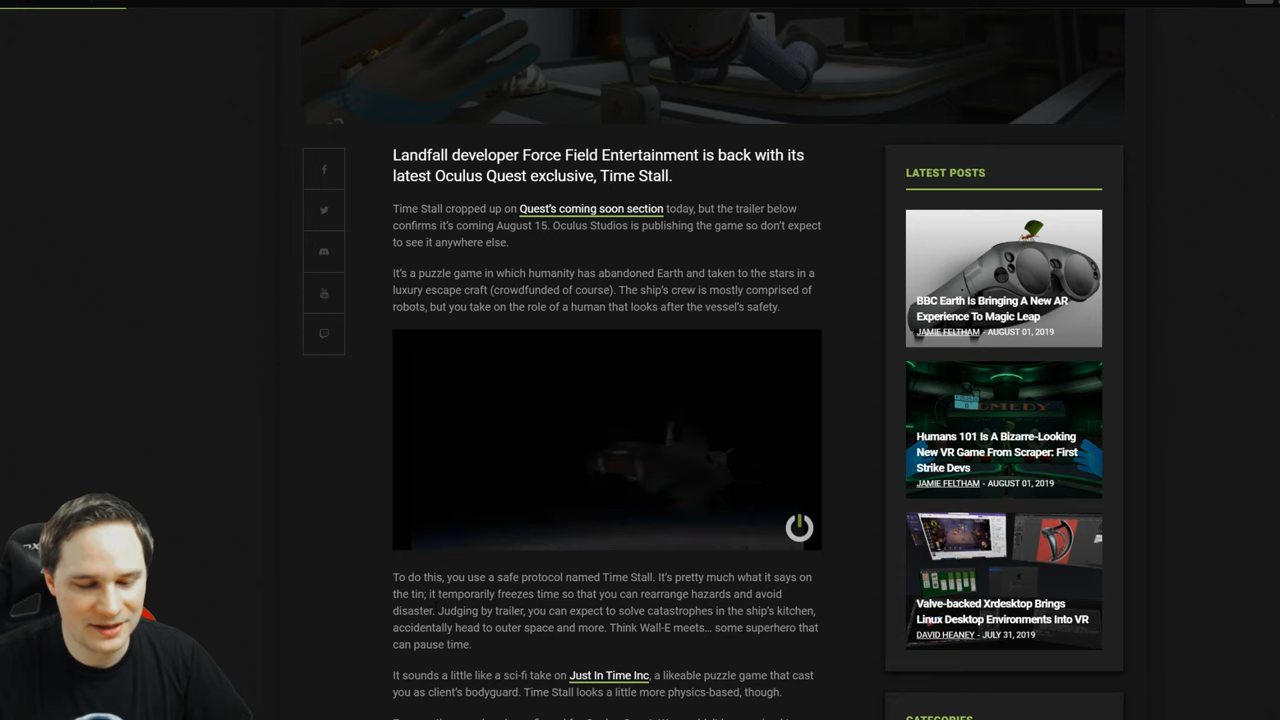 Landfall developer Force Field Entertainment is back with its
latest Oculus Quest exclusive, Time Stall.
Time Stall cropped up on Quest's coming soon section today, but the trailer below
confirms it's coming August 15. Oculus Studios is publishing the game so don't expect
to see it anywhere else.
It's a puzzle game in which humanity has abandoned Earth and taken to the stars in a
luxury escape craft (crowdfunded of course). The ship's crew is mostly comprised of
robots, but you take on the role of a human that looks after the vessel's safety.
To do this, you use a safe protocol named Time Stall. It's pretty much what it says on
the tin; it temporarily freezes time so that you can rearrange hazards and avoid
disaster. Judging by trailer, you can expect to solve catastrophes in the ship's kitchen,
accidentally head to outer space and more. Think Wall-E meets… some superhero that
can pause time.
It sounds a little like a sci-fi take on Just In Time Inc, a likeable puzzle game that cast
you as client's bodyguard. Time Stall looks a little more physics-based, though.
LATEST POSTS
BBC Earth Is Bringing A New AR
Experience To Magic Leap
JAMIE FELTHAM - AUGUST 01, 2019
COMEDY
Humans 101 Is A Bizarre-Looking
New VR Game From Scraper: First
Strike Devs
JAMIE FELTHAM - AUGUST 01, 2019
Valve-backed Xrdesktop Brings
Linux Desktop Environments Into VR
DAVID HEANEY - JULY 31, 2019
CATEGORIES